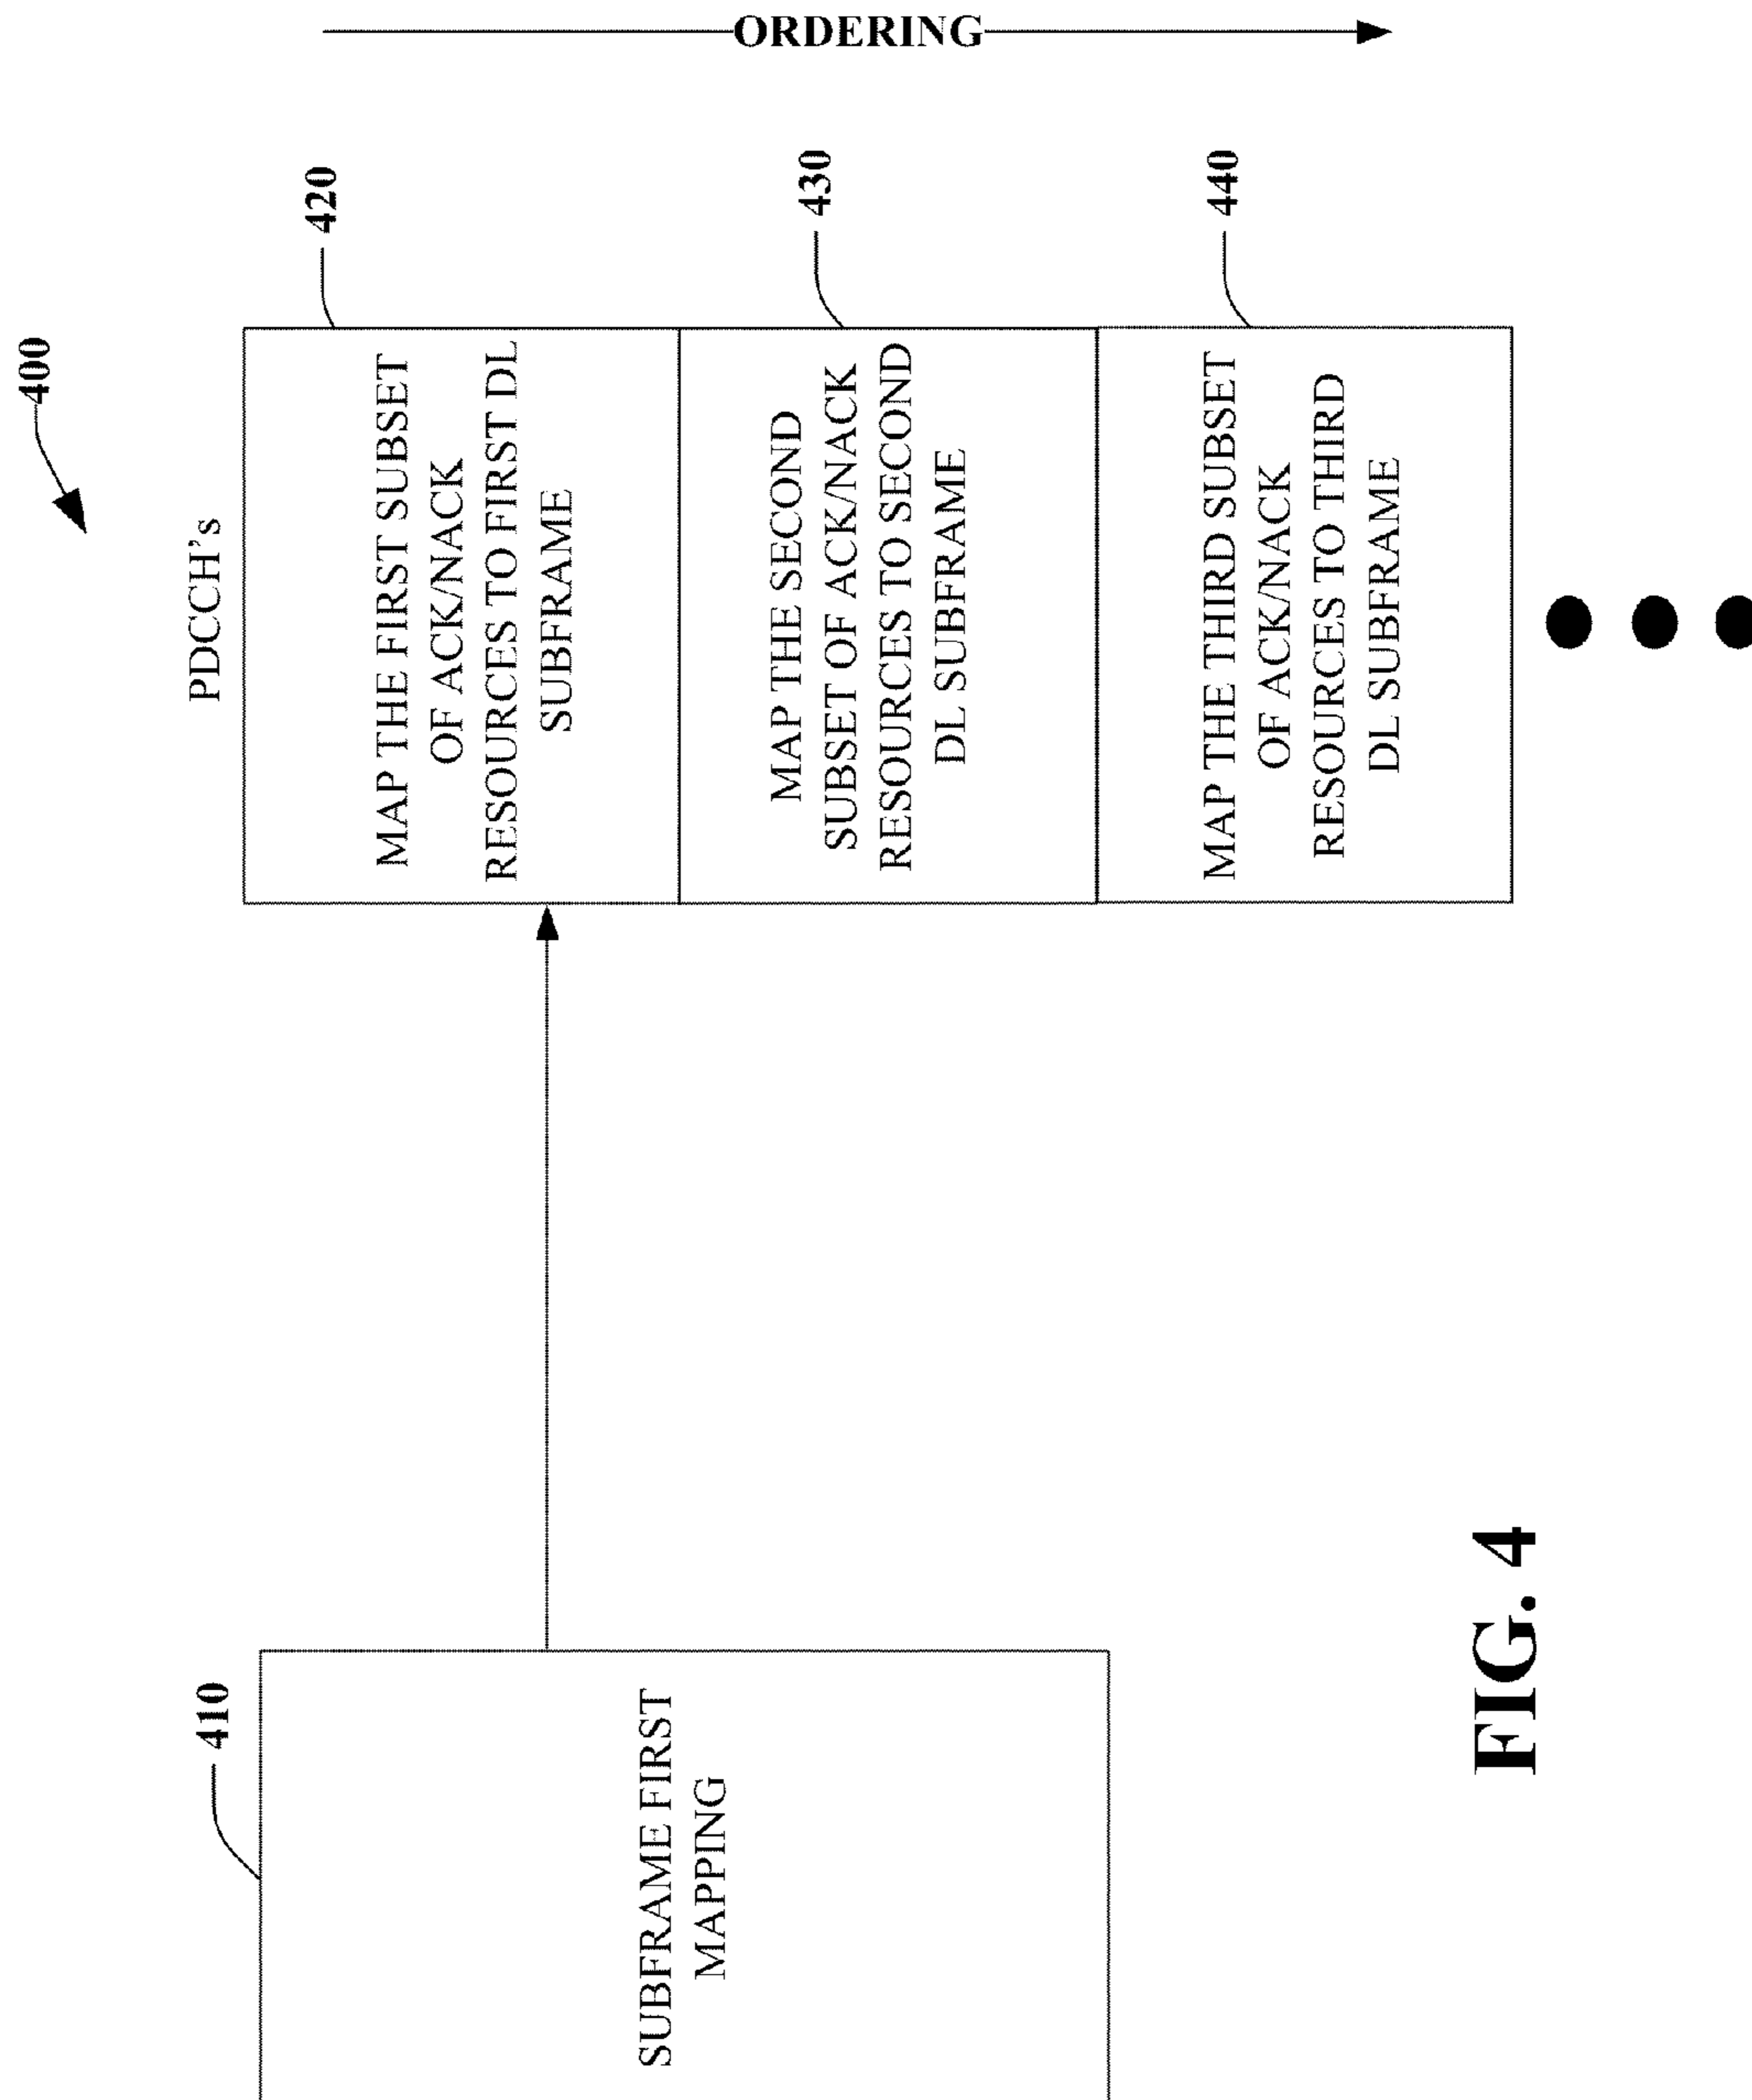 400
ORDERING
PDCCH's
420
MAP THE FIRST SUBSET
OF ACK/NACK
RESOURCES TO FIRST DL
SUBFRAME
430
MAP THE SECOND
SUBSET OF ACK/NACK
RESOURCES TO SECOND
DL SUBFRAME
440
MAP THE THIRD SUBSET
OF ACK/NACK
RESOURCES TO THIRD
DL SUBFRAME
410
SUBFRAME FIRST
MAPPING
FIG. 4